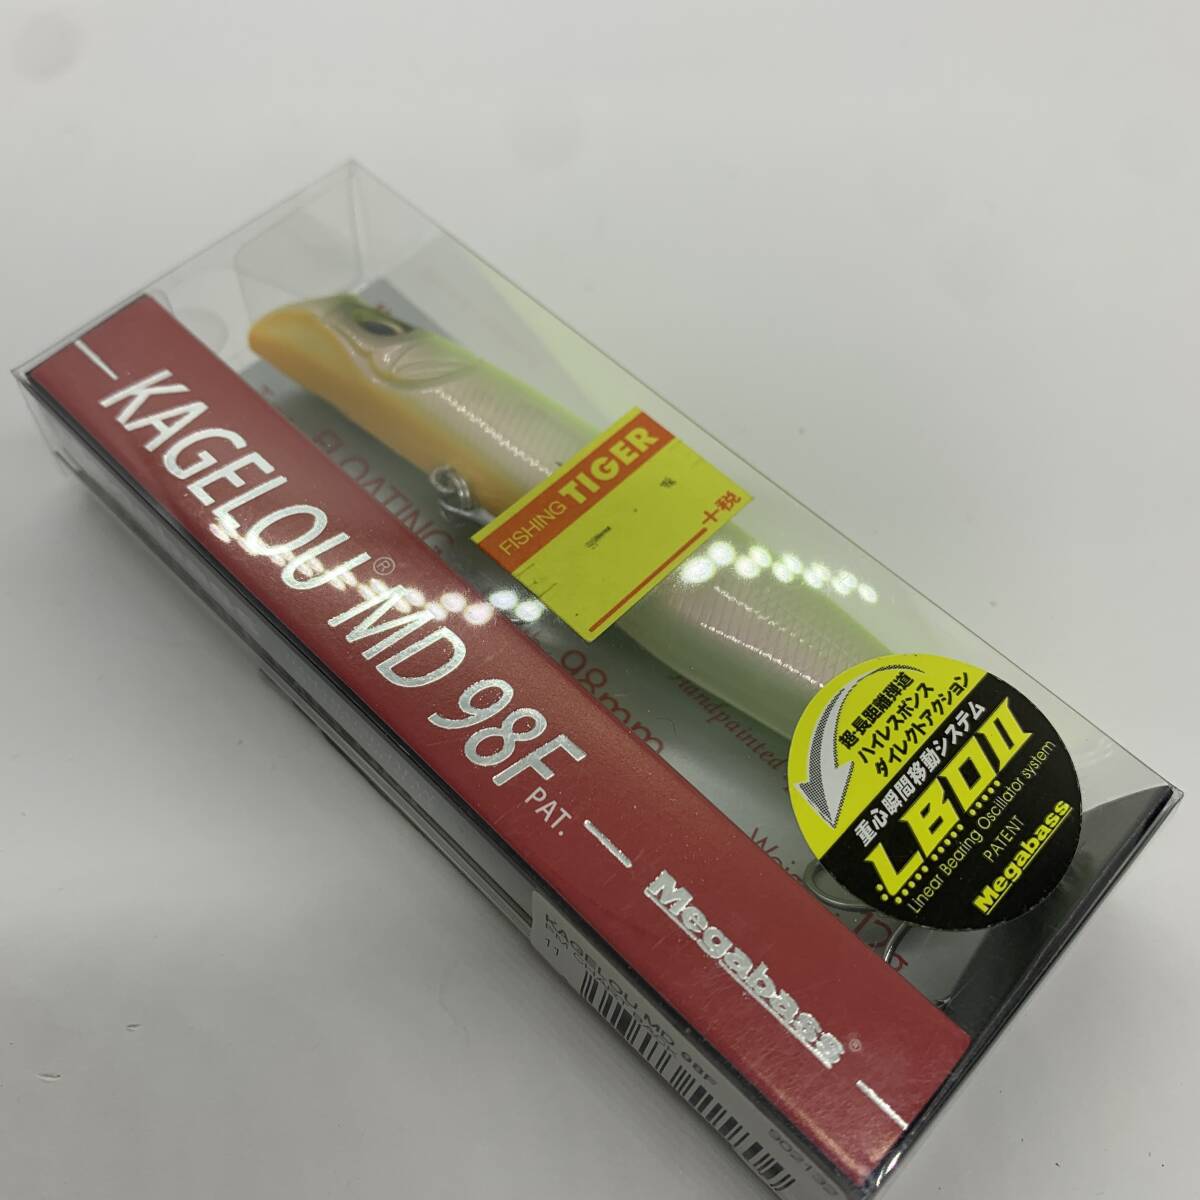 KAGELOU® MD 98F PAT.
Megabass®
FLOATING
98mm
Handpainted
FISHING TIGER
+税
超・長距離弾道
ハイレスポンス
ダイレクトアクション
重心瞬間移動システム
LBOII
Linear Bearing Oscillator system
PATENT
Megabass
KAGELOU MD 98F
11